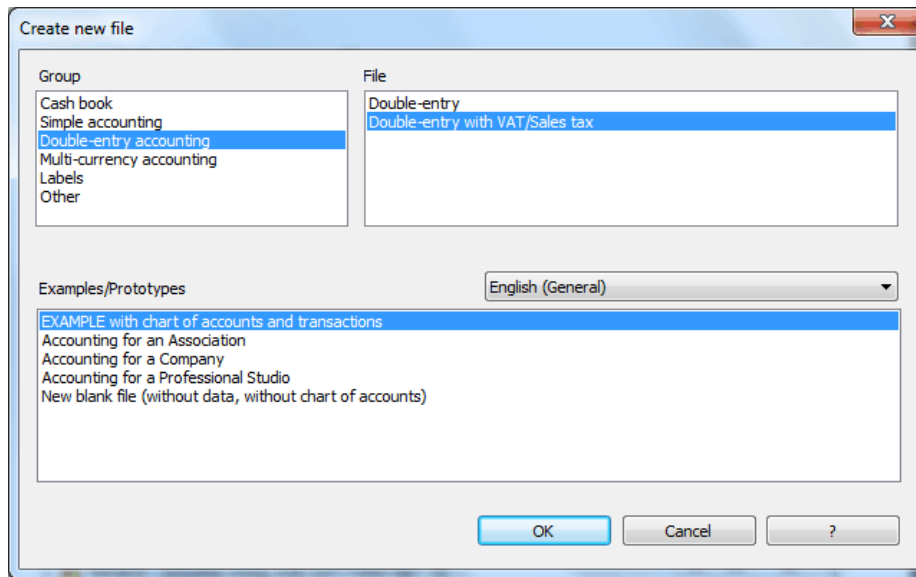 Create new file
Group
File
Cash book
Simple accounting
Double-entry accounting
Multi-currency accounting
Labels
Other
Double-entry
Double-entry with VAT/Sales tax
Examples/Prototypes
English (General)
EXAMPLE with chart of accounts and transactions
Accounting for an Association
Accounting for a Company
Accounting for a Professional Studio
New blank file (without data, without chart of accounts)
OK
Cancel
?